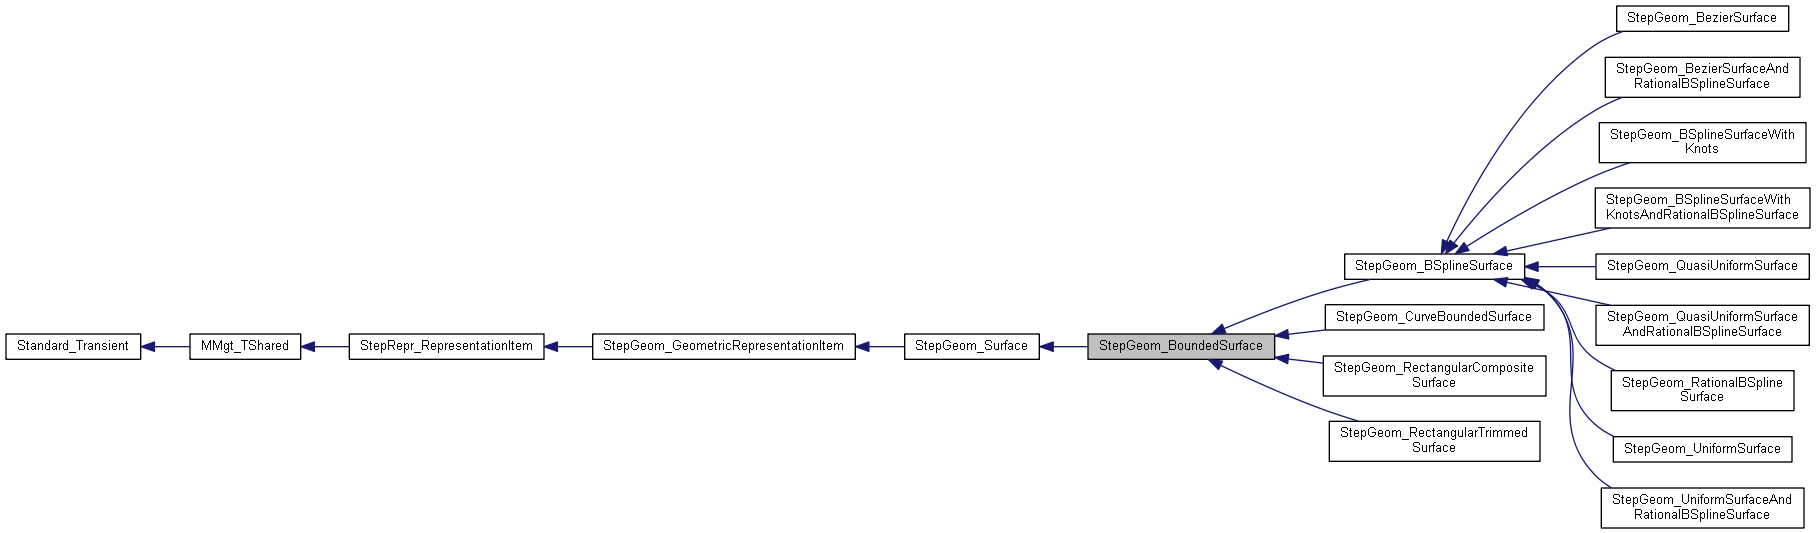 Standard_Transient
MMgt_TShared
StepRepr_RepresentationItem
StepGeom_GeometricRepresentationItem
StepGeom_Surface
StepGeom_BoundedSurface
StepGeom_BSplineSurface
StepGeom_CurveBoundedSurface
StepGeom_RectangularComposite
Surface
StepGeom_RectangularTrimmed
Surface
StepGeom_BezierSurface
StepGeom_BezierSurfaceAnd
RationalBSplineSurface
StepGeom_BSplineSurfaceWith
Knots
StepGeom_BSplineSurfaceWith
KnotsAndRationalBSplineSurface
StepGeom_QuasiUniformSurface
StepGeom_QuasiUniformSurface
AndRationalBSplineSurface
StepGeom_RationalBSpline
Surface
StepGeom_UniformSurface
StepGeom_UniformSurfaceAnd
RationalBSplineSurface